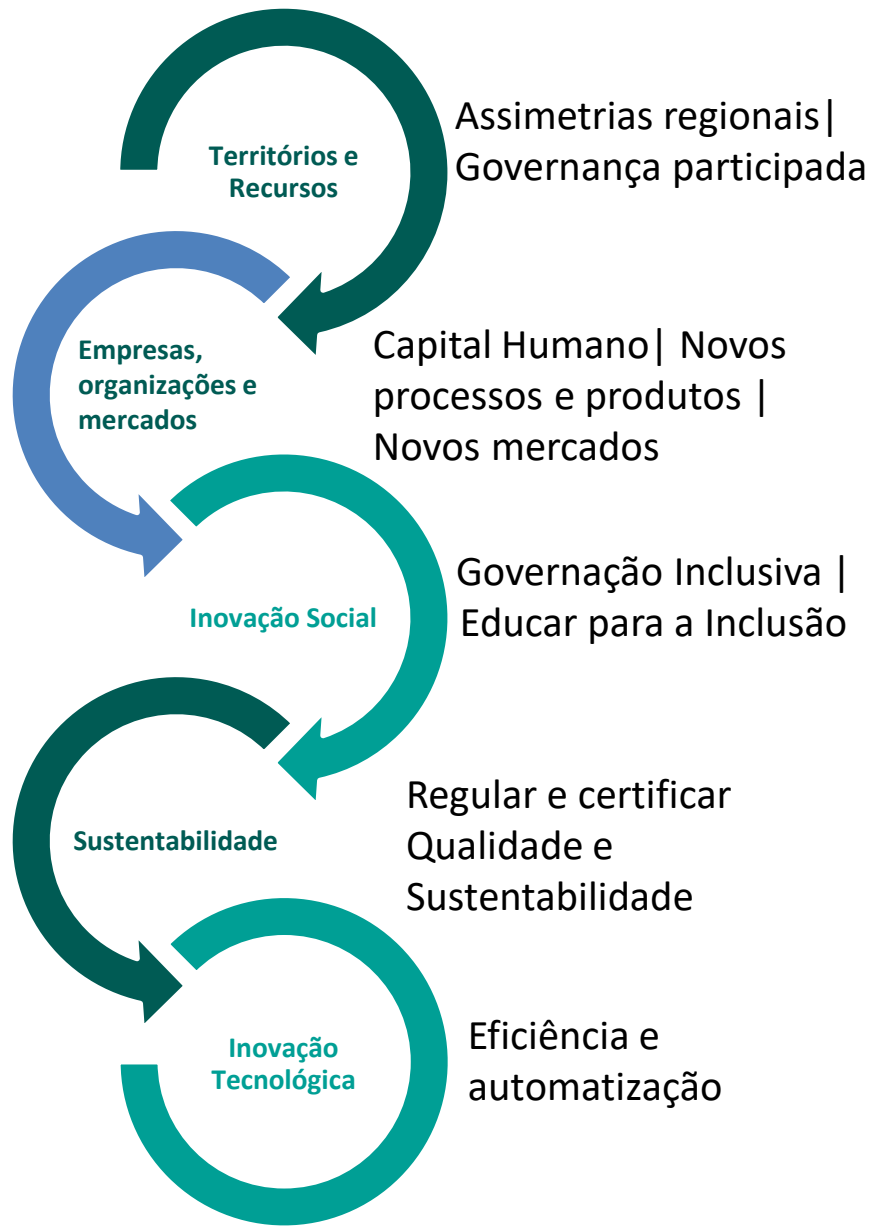 Territórios e
Recursos
Assimetrias regionais|
Governança participada
Empresas,
organizações e
mercados
Capital Humano| Novos
processos e produtos |
Novos mercados
Inovação Social
Governação Inclusiva |
Educar para a Inclusão
Sustentabilidade
Regular e certificar
Qualidade e
Sustentabilidade
Inovação
Tecnológica
Eficiência e
automatização